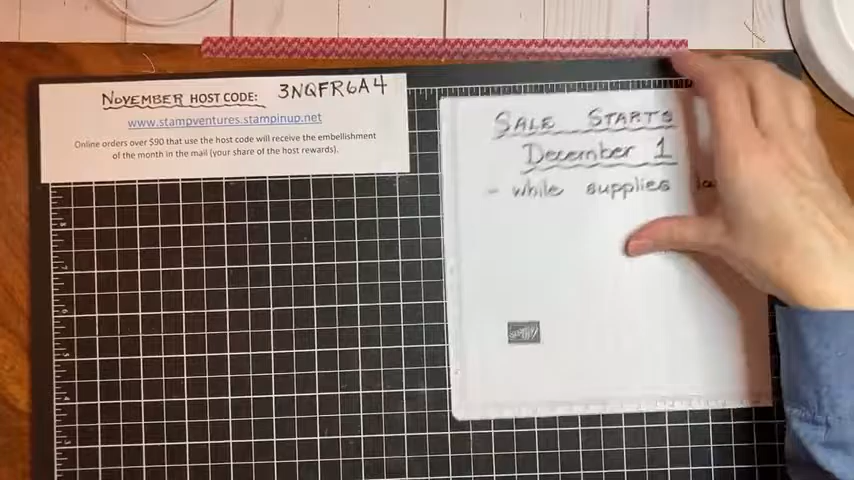 NOVEMBER HOST CODE: 3NQFR6A4
www.stampventures.stampinup.net
Online orders over $90 that use the host code will receive the embellishment
of the month in the mail (your share of the host rewards).
SALE STARTS
December 1
- while supplies